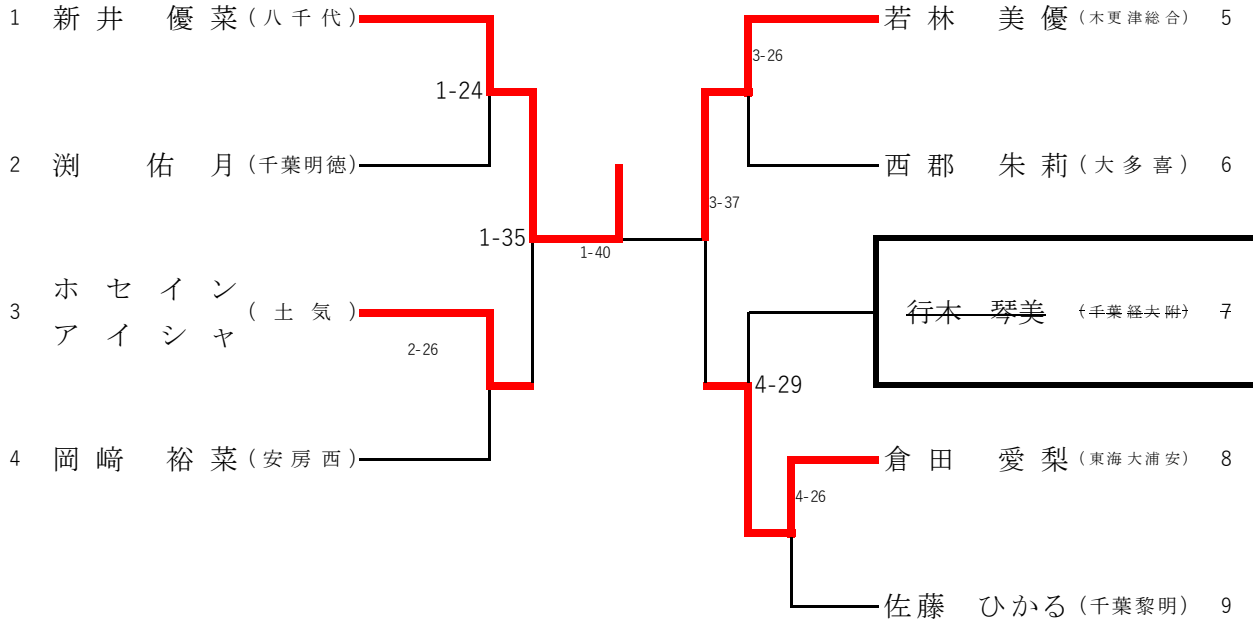 1 新井 優菜 (八千代)
1-24
2 渕 佑月 (千葉明徳)
1-35
3 ホセイン アイシャ (土気)
2-26
4 岡﨑 裕菜 (安房西)
1-40
若林 美優 (木更津総合) 5
3-26
西郡 朱莉 (大多喜) 6
3-37
行木 琴美 (千葉経大附) 7
4-29
倉田 愛梨 (東海大浦安) 8
4-26
佐藤 ひかる (千葉黎明) 9